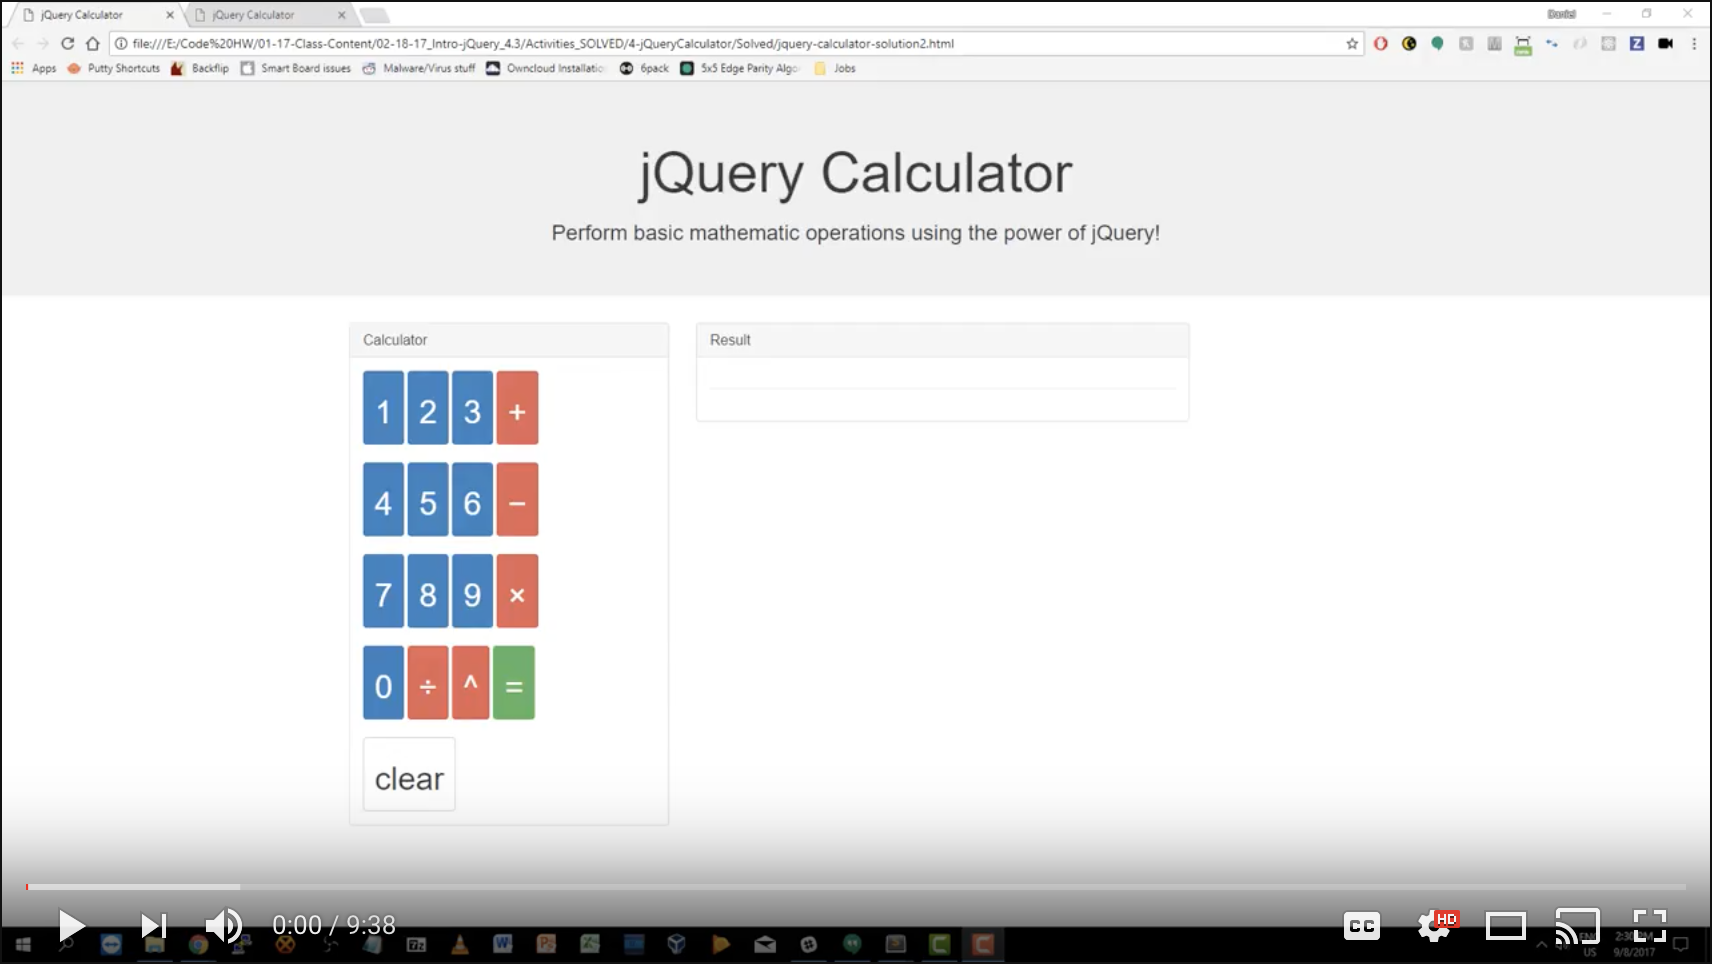 jQuery Calculator
jQuery Calculator
Daniel
file:///E:/Code%20HW/01-17-Class-Content/02-18-17_Intro-jQuery_4.3/Activities_SOLVED/4-jQueryCalculator/Solved/jquery-calculator-solution2.html
Apps Putty Shortcuts Backflip Smart Board issues Malware/Virus stuff Owncloud Installatio 6pack 5x5 Edge Parity Algo Jobs
jQuery Calculator
Perform basic mathematic operations using the power of jQuery!
Calculator
Result
1 2 3 +
4 5 6 −
7 8 9 ×
0 ÷ ^ =
clear
0:00 / 9:38
CC
HD
2:30 PM
US
9/8/2017